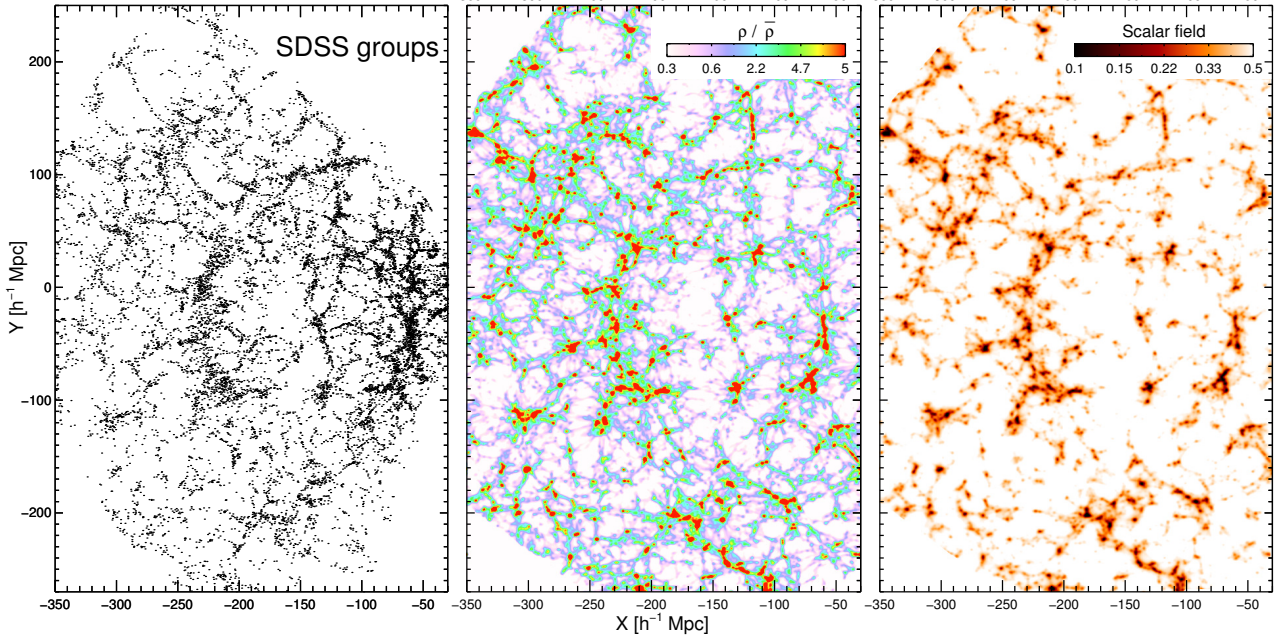 SDSS groups
ρ / ρ̅
0.3 0.6 2.22 4.7 5
Scalar field
0.1 0.15 0.22 0.33 0.5
Y [h⁻¹ Mpc]
200
100
0
−100
−200
−350 −300 −250 −200 −150 −100 −50
−350 −300 −250 −200 −150 −100 −50
−350 −300 −250 −200 −150 −100 −50
X [h⁻¹ Mpc]